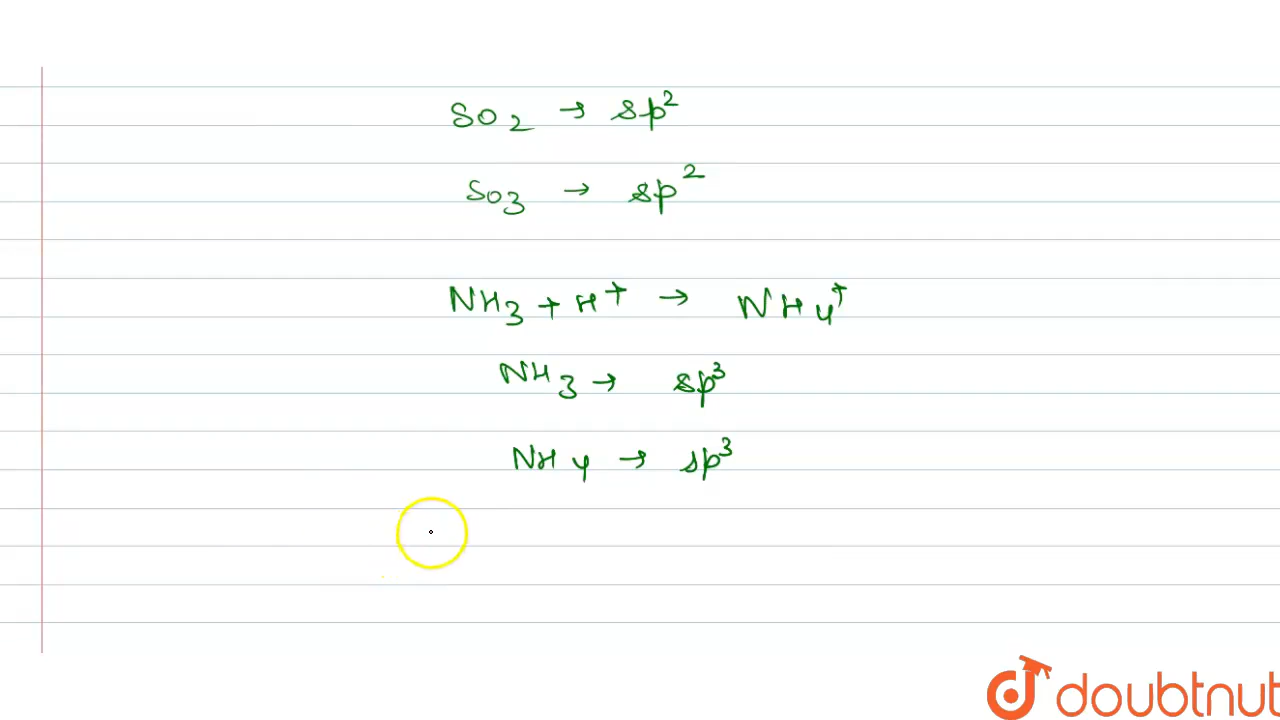 SO2 → sp²
SO3 → sp²
NH3 + H⁺ → NH4⁺
NH3 → sp³
NH4 → sp³
doubtnut